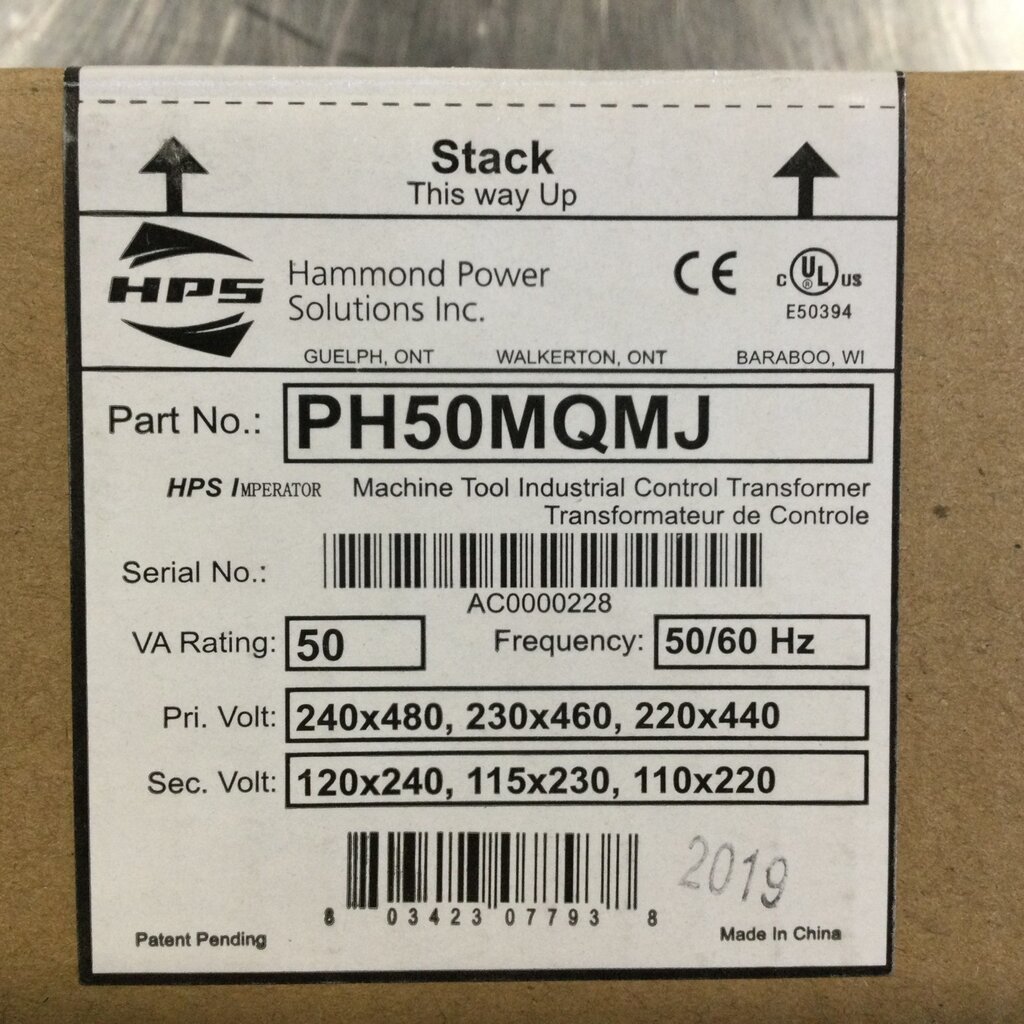 Stack
This way Up
HPS
Hammond Power
Solutions Inc.
CE
C UL US
®
E50394
GUELPH, ONT WALKERTON, ONT BARABOO, WI
Part No.: PH50MQMJ
HPS IMPERATOR Machine Tool Industrial Control Transformer
Transformateur de Controle
Serial No.:
AC0000228
VA Rating: 50 Frequency: 50/60 Hz
Pri. Volt: 240x480, 230x460, 220x440
Sec. Volt: 120x240, 115x230, 110x220
2019
8 03423 07793 8
Patent Pending Made In China